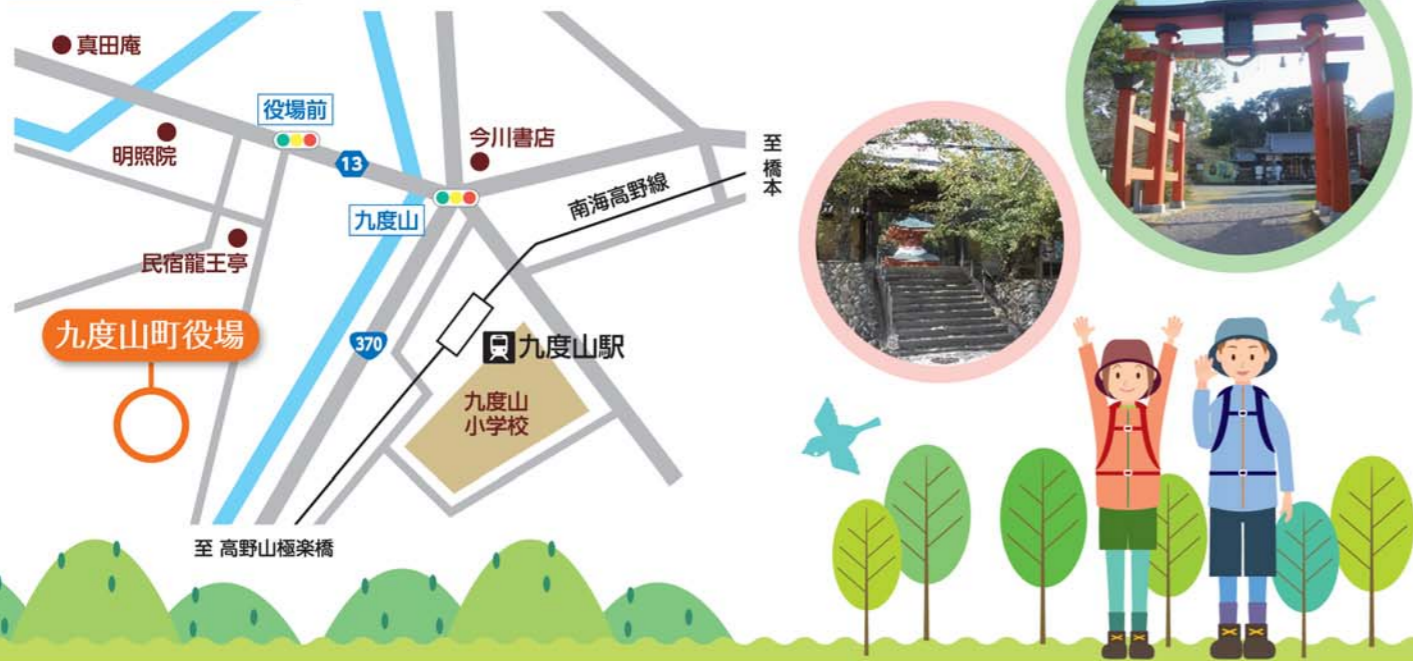 真田庵
役場前
明照院
13
今川書店
至橋本
南海高野線
九度山
民宿龍王亭
九度山町役場
370
九度山駅
九度山
小学校
至 高野山極楽橋